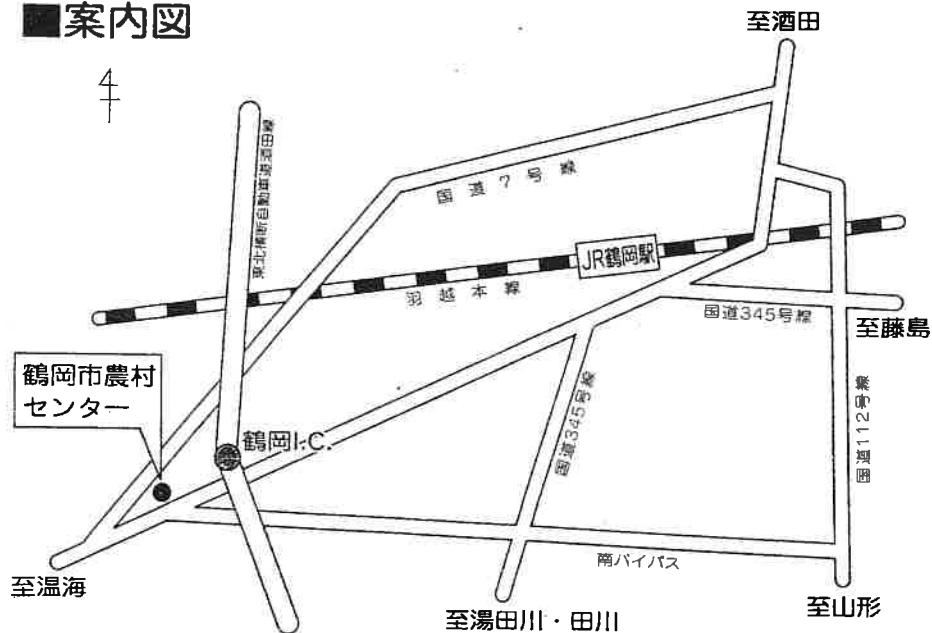 ■案内図
至酒田
4
東北横断自動車道酒田線
国道7号線
JR鶴岡駅
羽越本線
国道345号線
至藤島
鶴岡市農村
センター
鶴岡I.C.
国道345号線
国道112号線
南バイパス
至温海
至湯田川・田川
至山形